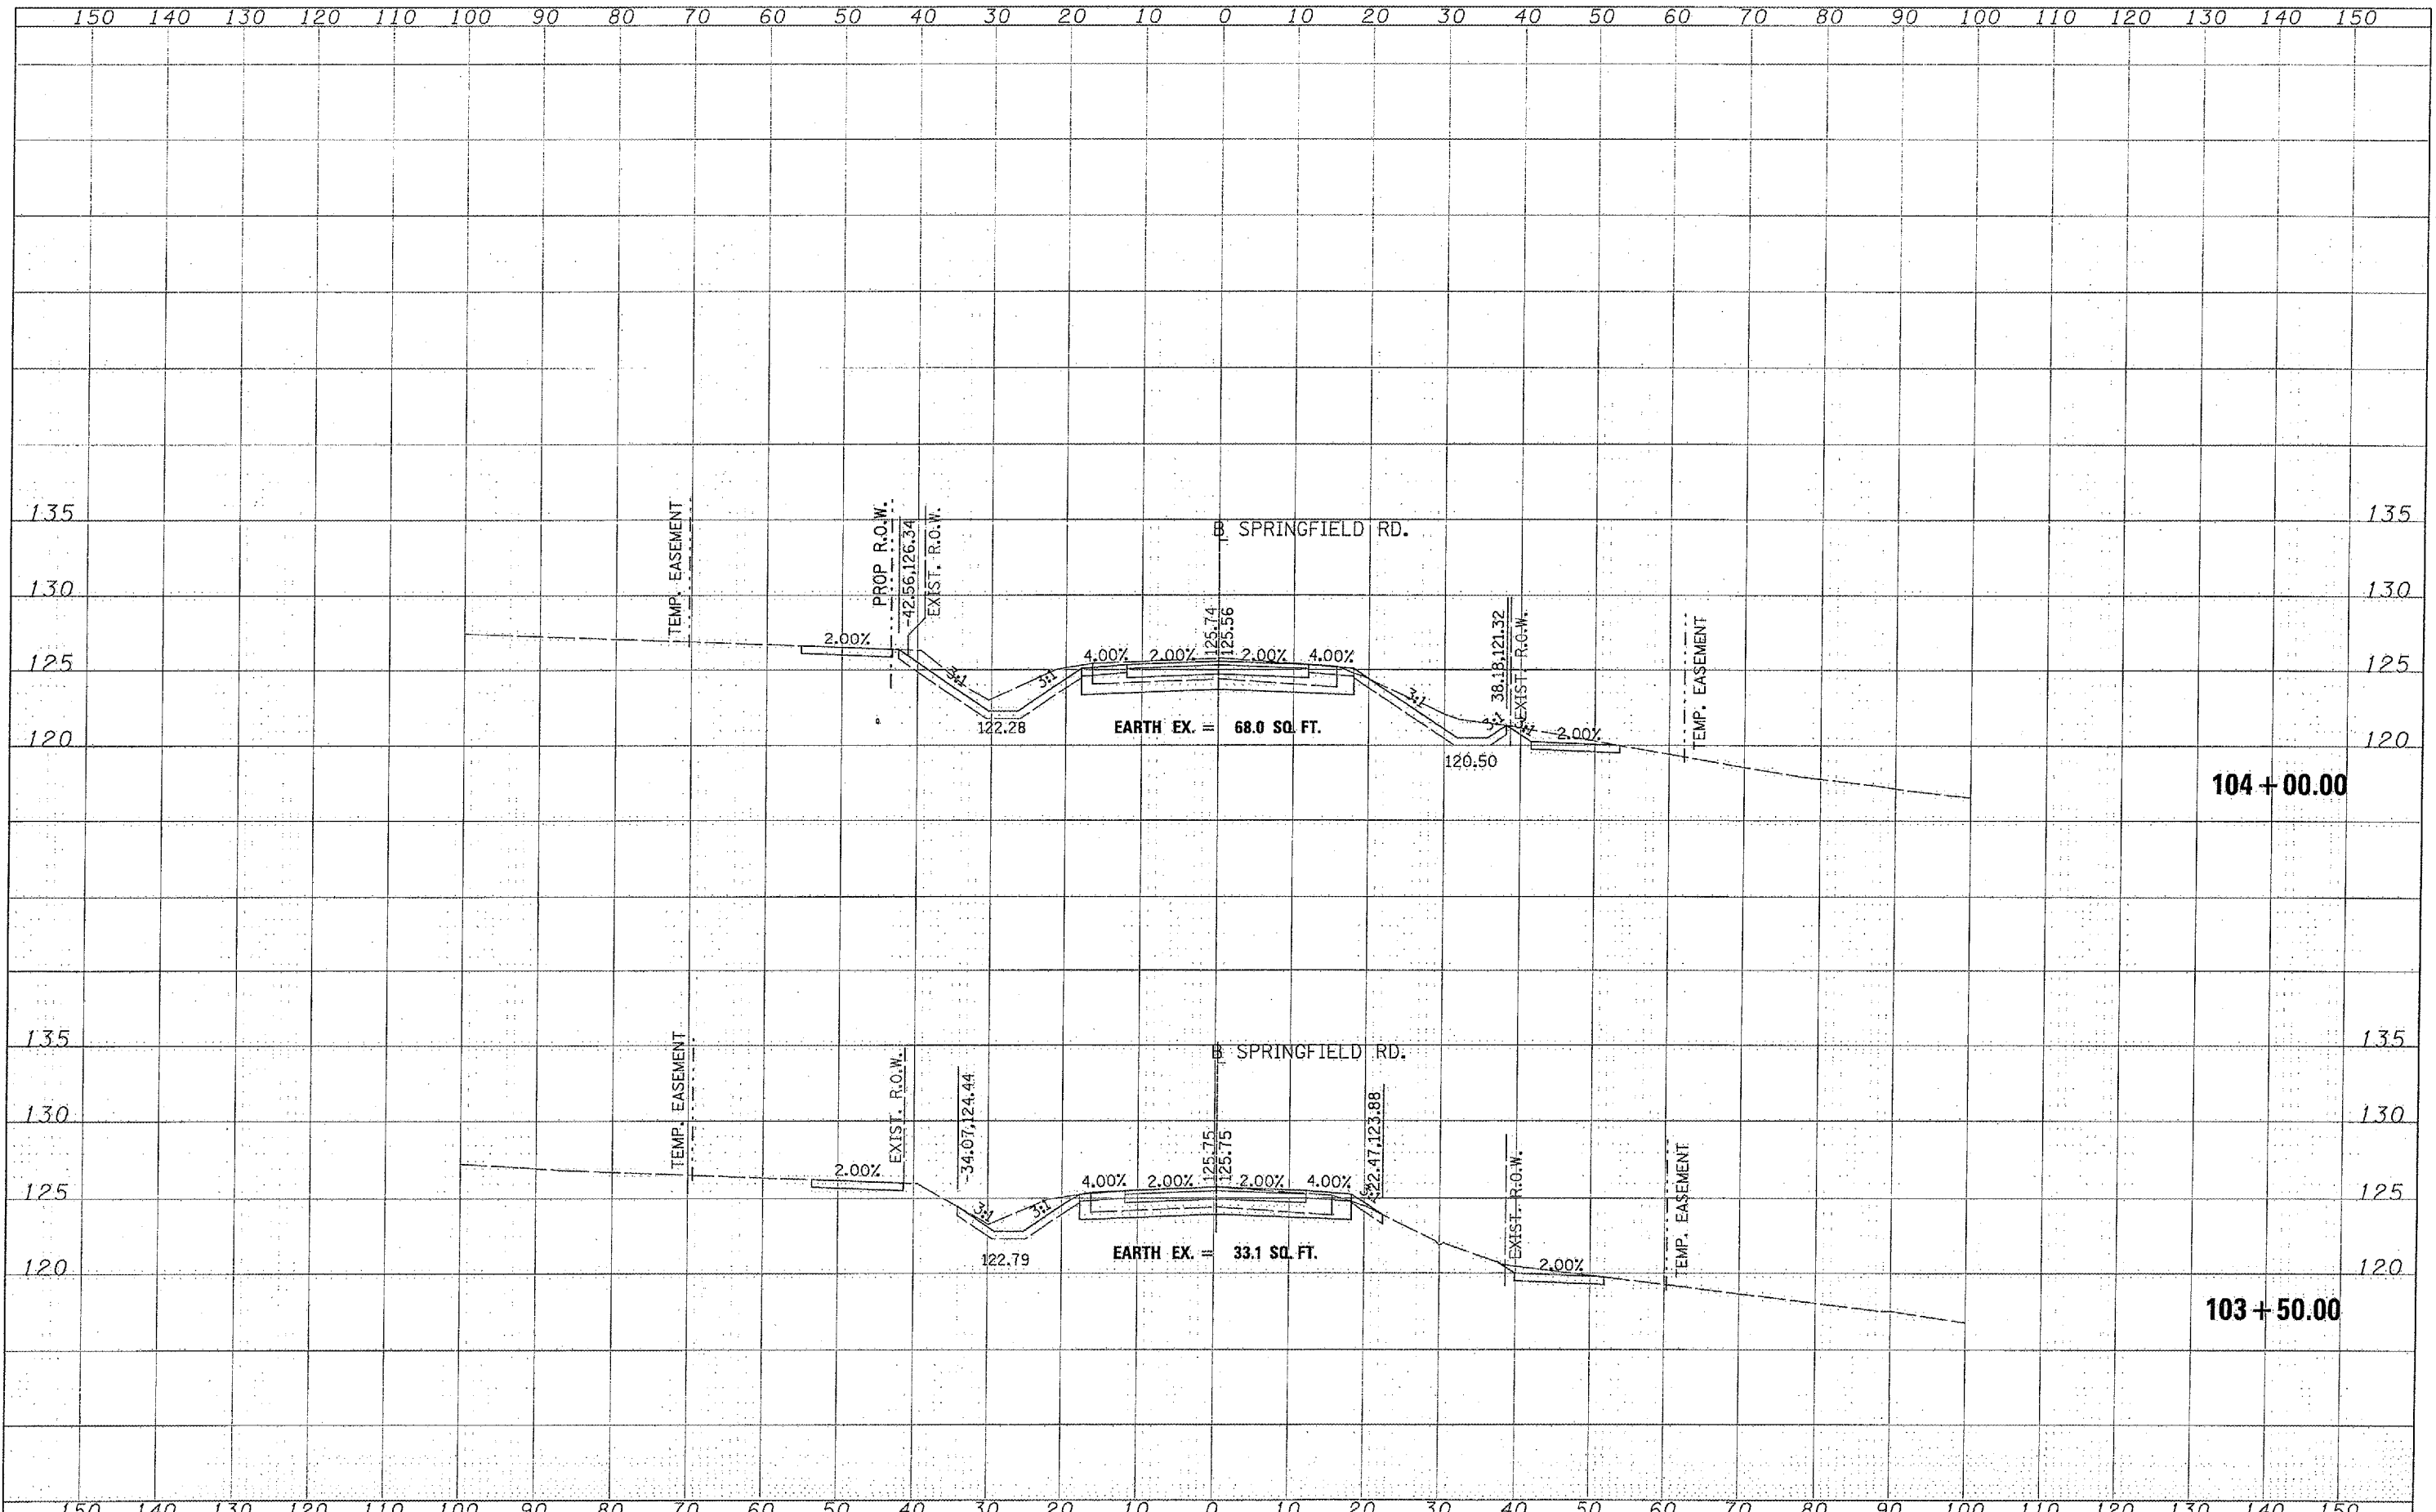 150 140 130 120 110 100 90 80 70 60 50 40 30 20 10 0 10 20 30 40 50 60 70 80 90 100 110 120 130 140 150
TEMP. EASEMENT
PROP R.O.W.
-42.56,126.34
EXIST. R.O.W.
135 SPRINGFIELD RD. 135
130 130
125.74
125.56
38.18,121.32
EXIST. R.O.W.
TEMP. EASEMENT
2.00% 4.00% 2.00% 2.00% 4.00%
125 125
3:1 3:1 3:1 3:1
122.28 EARTH EX. = 68.0 SQ. FT.
120 2.00% 120
120.50
104+00.00
TEMP. EASEMENT
EXIST. R.O.W.
-34.07,124.44
135 SPRINGFIELD RD. 135
130 130
125.75
125.75
22.47,123.88
EXIST. R.O.W.
TEMP. EASEMENT
2.00% 4.00% 2.00% 2.00% 4.00%
125 125
3:1 3:1
122.79 EARTH EX. = 33.1 SQ. FT.
120 2.00% 120
103+50.00
150 140 130 120 110 100 90 80 70 60 50 40 30 20 10 0 10 20 30 40 50 60 70 80 90 100 110 120 130 140 150